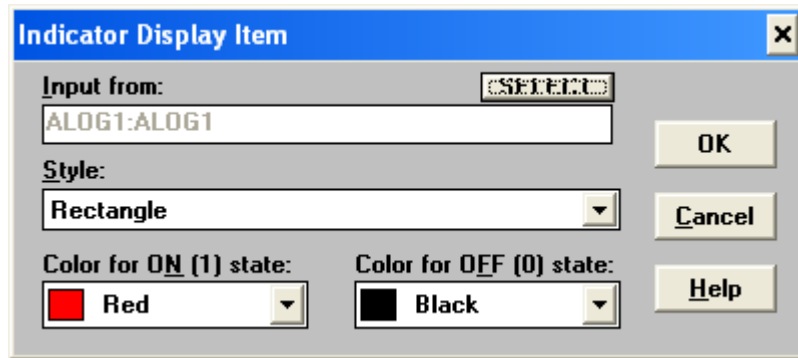 Indicator Display Item
Input from:
SELECT
ALOG1:ALOG1
OK
Style:
Rectangle
Cancel
Color for ON (1) state:
Color for OFF (0) state:
Red
Black
Help